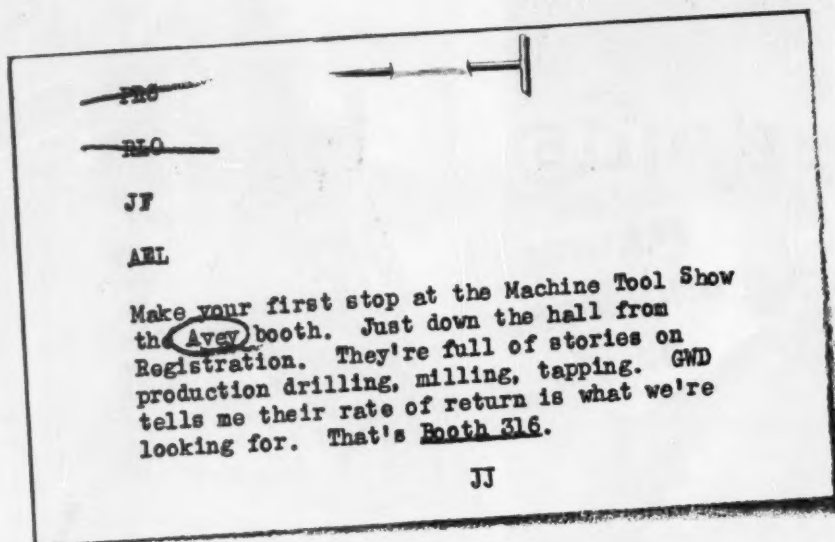 PRG
RLO
JF
AEL
Make your first stop at the Machine Tool Show
the Avey booth. Just down the hall from
Registration. They're full of stories on
production drilling, milling, tapping. GWD
tells me their rate of return is what we're
looking for. That's Booth 316.
JJ